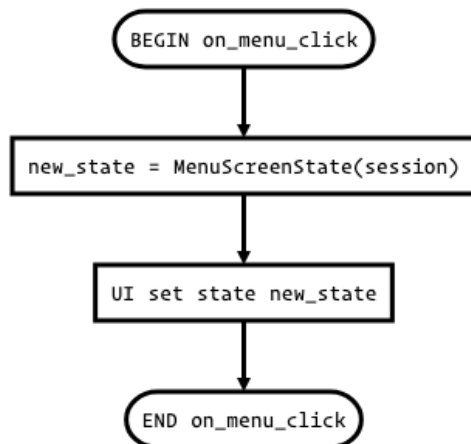 BEGIN on_menu_click
new_state = MenuScreenState(session)
UI set state new_state
END on_menu_click